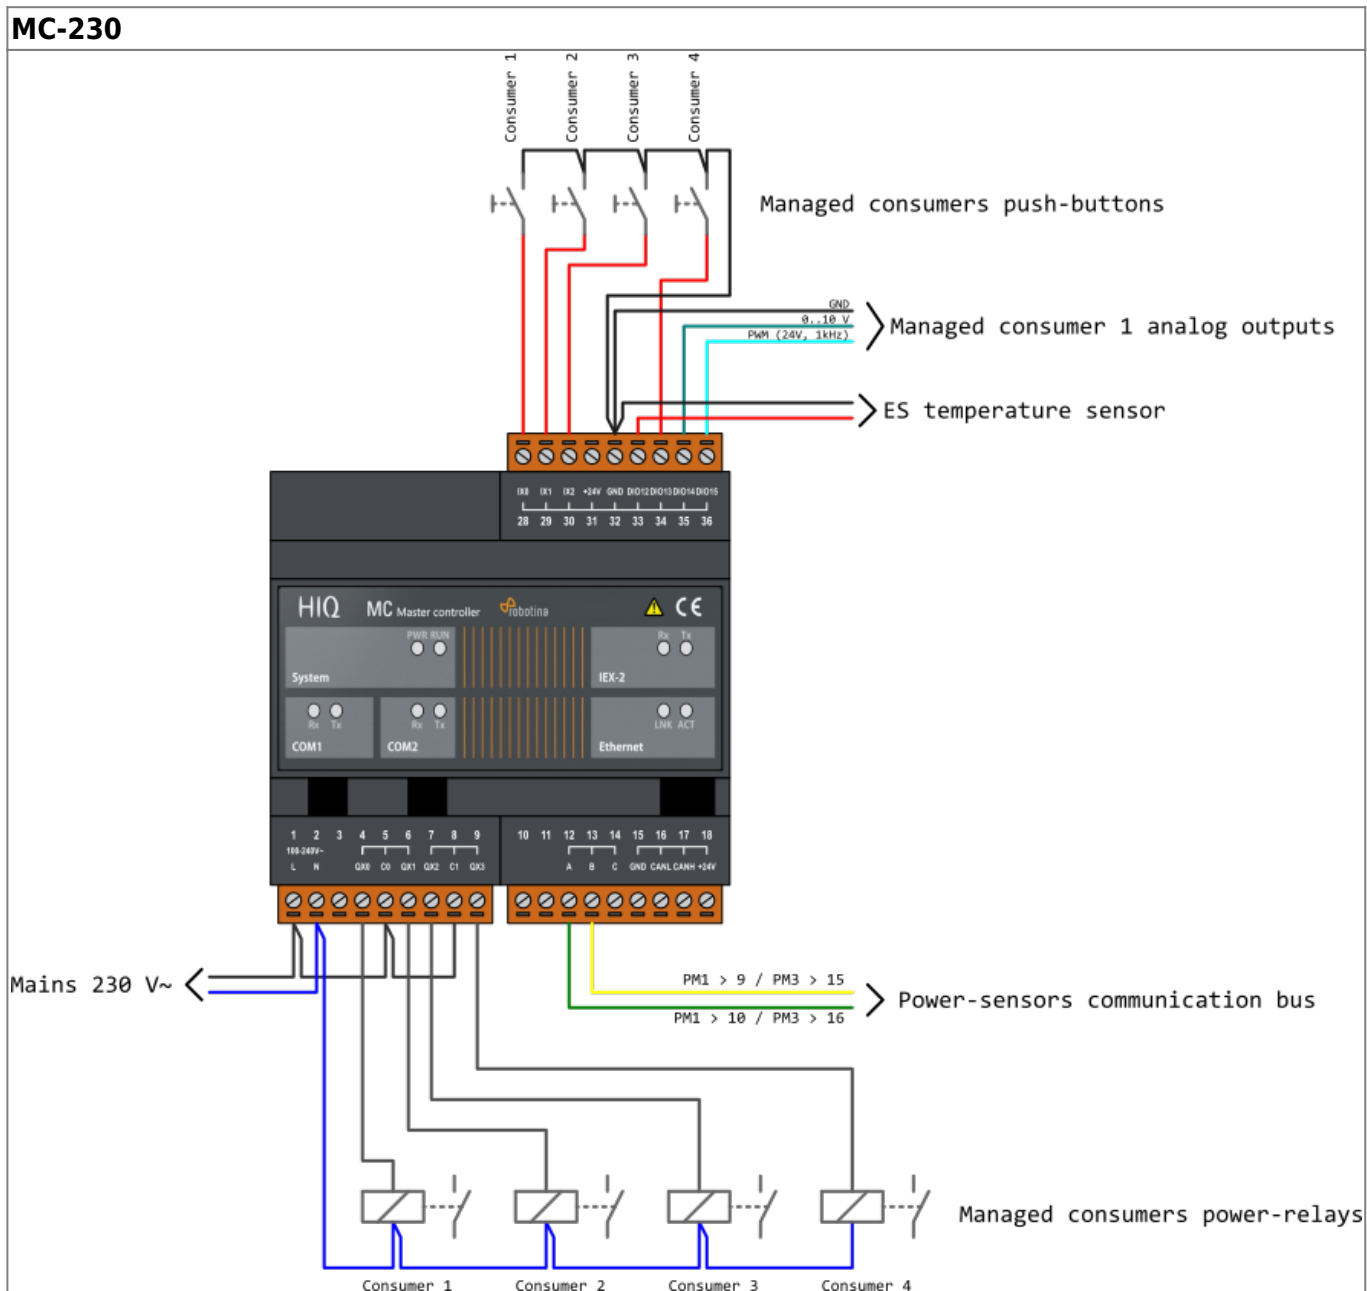 MC-230
Consumer 1
Consumer 2
Consumer 3
Consumer 4
Managed consumers push-buttons
GND
0..10 V
PWM (24V, 1kHz)
Managed consumer 1 analog outputs
ES temperature sensor
IX0 IX1 IX2 +24V GND DIO12 DIO13 DIO14 DIO15
28 29 30 31 32 33 34 35 36
HIQ MC Master controller robotina CE
PWR RUN
Rx Tx
System
IEX-2
Rx Tx
Rx Tx
LNK ACT
COM1
COM2
Ethernet
1 2 3 4 5 6 7 8 9 10 11 12 13 14 15 16 17 18
100-240V~
L N QX0 C0 QX1 QX2 C1 QX3 A B C GND CANL CANH +24V
Mains 230 V~
PM1 > 9 / PM3 > 15
Power-sensors communication bus
PM1 > 10 / PM3 > 16
Managed consumers power-relays
Consumer 1
Consumer 2
Consumer 3
Consumer 4